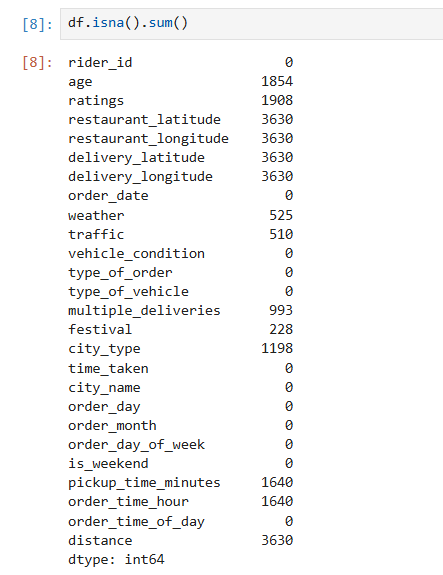 [8]: df.isna().sum()
[8]: rider_id 0
age 1854
ratings 1908
restaurant_latitude 3630
restaurant_longitude 3630
delivery_latitude 3630
delivery_longitude 3630
order_date 0
weather 525
traffic 510
vehicle_condition 0
type_of_order 0
type_of_vehicle 0
multiple_deliveries 993
festival 228
city_type 1198
time_taken 0
city_name 0
order_day 0
order_month 0
order_day_of_week 0
is_weekend 0
pickup_time_minutes 1640
order_time_hour 1640
order_time_of_day 0
distance 3630
dtype: int64